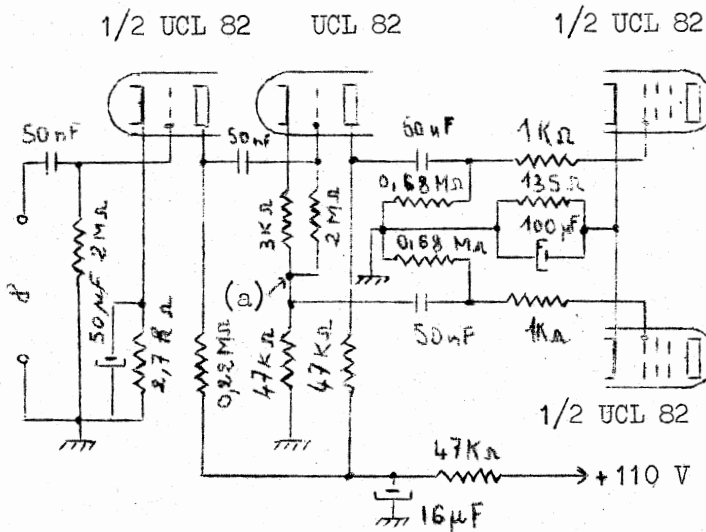 1/2 UCL 82
UCL 82
1/2 UCL 82
50nF
50nF
50nF
1KΩ
0,68 MΩ
135Ω
100µF
0,68 MΩ
2MΩ
50µF
2,7KΩ
0,22MΩ
3KΩ
2MΩ
(a)
47KΩ
47KΩ
50nF
1KΩ
1/2 UCL 82
47KΩ
+ 110 V
16µF